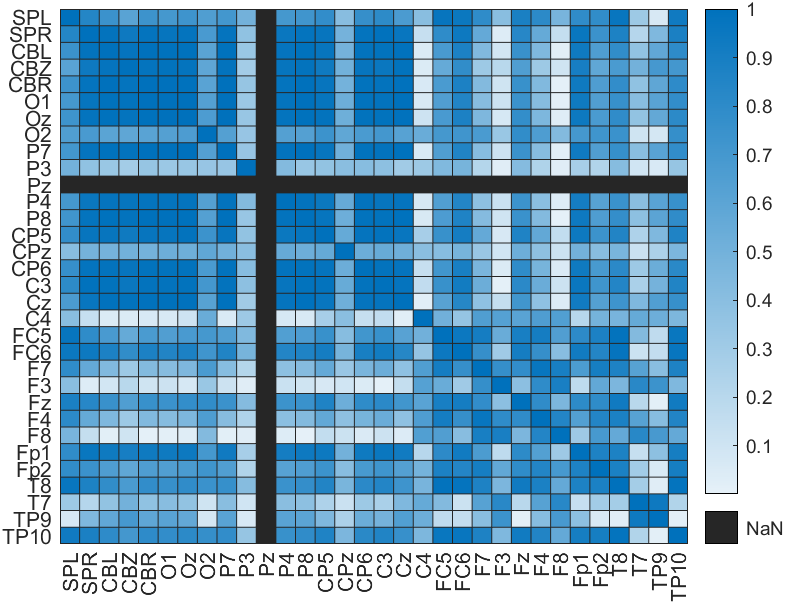 SPL
SPR
CBL
CBZ
CBR
O1
Oz
O2
P7
P3
Pz
P4
P8
CP5
CPz
CP6
C3
Cz
C4
FC5
FC6
F7
F3
Fz
F4
F8
Fp1
Fp2
T8
T7
TP9
TP10
SPL SPR CBL CBZ CBR O1 Oz O2 P7 P3 Pz P4 P8 CP5 CPz CP6 C3 Cz C4 FC5 FC6 F7 F3 Fz F4 F8 Fp1 Fp2 T8 T7 TP9 TP10
1
0.9
0.8
0.7
0.6
0.5
0.4
0.3
0.2
0.1
NaN